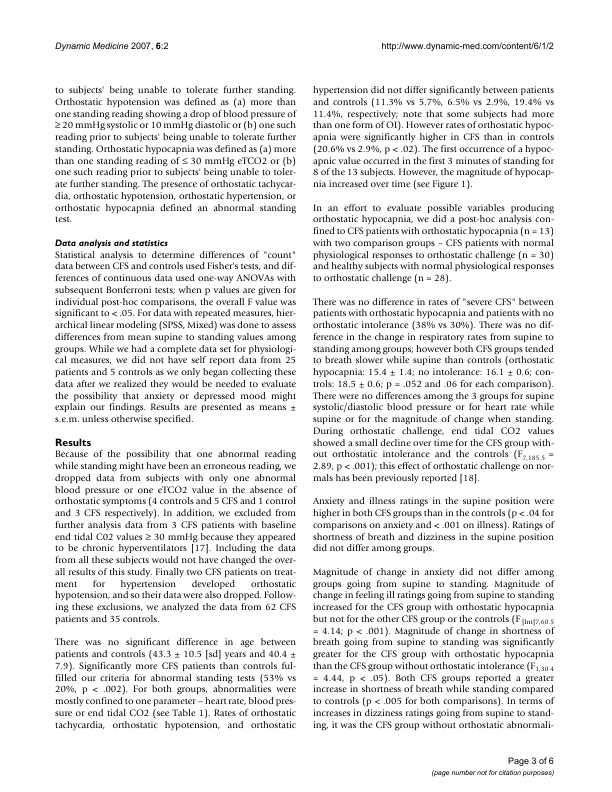 Dynamic Medicine 2007, 6:2
http://www.dynamic-med.com/content/6/1/2
to subjects' being unable to tolerate further standing.
Orthostatic hypotension was defined as (a) more than
one standing reading showing a drop of blood pressure of
≥ 20 mmHg systolic or 10 mmHg diastolic or (b) one such
reading prior to subjects' being unable to tolerate further
standing. Orthostatic hypocapnia was defined as (a) more
than one standing reading of ≤ 30 mmHg eTCO2 or (b)
one such reading prior to subjects' being unable to toler-
ate further standing. The presence of orthostatic tachycar-
dia, orthostatic hypotension, orthostatic hypertension, or
orthostatic hypocapnia defined an abnormal standing
test.
Data analysis and statistics
Statistical analysis to determine differences of "count"
data between CFS and controls used Fisher's tests, and dif-
ferences of continuous data used one-way ANOVAs with
subsequent Bonferroni tests; when p values are given for
individual post-hoc comparisons, the overall F value was
significant to < .05. For data with repeated measures, hier-
archical linear modeling (SPSS, Mixed) was done to assess
differences from mean supine to standing values among
groups. While we had a complete data set for physiologi-
cal measures, we did not have self report data from 25
patients and 5 controls as we only began collecting these
data after we realized they would be needed to evaluate
the possibility that anxiety or depressed mood might
explain our findings. Results are presented as means ±
s.e.m. unless otherwise specified.
Results
Because of the possibility that one abnormal reading
while standing might have been an erroneous reading, we
dropped data from subjects with only one abnormal
blood pressure or one eTCO2 value in the absence of
orthostatic symptoms (4 controls and 5 CFS and 1 control
and 3 CFS respectively). In addition, we excluded from
further analysis data from 3 CFS patients with baseline
end tidal C02 values ≥ 30 mmHg because they appeared
to be chronic hyperventilators [17]. Including the data
from all these subjects would not have changed the over-
all results of this study. Finally two CFS patients on treat-
ment for hypertension developed orthostatic
hypotension, and so their data were also dropped. Follow-
ing these exclusions, we analyzed the data from 62 CFS
patients and 35 controls.
There was no significant difference in age between
patients and controls (43.3 ± 10.5 [sd] years and 40.4 ±
7.9). Significantly more CFS patients than controls ful-
filled our criteria for abnormal standing tests (53% vs
20%, p < .002). For both groups, abnormalities were
mostly confined to one parameter – heart rate, blood pres-
sure or end tidal CO2 (see Table 1). Rates of orthostatic
tachycardia, orthostatic hypotension, and orthostatic
hypertension did not differ significantly between patients
and controls (11.3% vs 5.7%, 6.5% vs 2.9%, 19.4% vs
11.4%, respectively; note that some subjects had more
than one form of OI). However rates of orthostatic hypoc-
apnia were significantly higher in CFS than in controls
(20.6% vs 2.9%, p < .02). The first occurrence of a hypoc-
apnic value occurred in the first 3 minutes of standing for
8 of the 13 subjects. However, the magnitude of hypocap-
nia increased over time (see Figure 1).
In an effort to evaluate possible variables producing
orthostatic hypocapnia, we did a post-hoc analysis con-
fined to CFS patients with orthostatic hypocapnia (n = 13)
with two comparison groups – CFS patients with normal
physiological responses to orthostatic challenge (n = 30)
and healthy subjects with normal physiological responses
to orthostatic challenge (n = 28).
There was no difference in rates of "severe CFS" between
patients with orthostatic hypocapnia and patients with no
orthostatic intolerance (38% vs 30%). There was no dif-
ference in the change in respiratory rates from supine to
standing among groups; however both CFS groups tended
to breath slower while supine than controls (orthostatic
hypocapnia: 15.4 ± 1.4; no intolerance: 16.1 ± 0.6; con-
trols: 18.5 ± 0.6; p = .052 and .06 for each comparison).
There were no differences among the 3 groups for supine
systolic/diastolic blood pressure or for heart rate while
supine or for the magnitude of change when standing.
During orthostatic challenge, end tidal CO2 values
showed a small decline over time for the CFS group with-
out orthostatic intolerance and the controls (F7,185.5 =
2.89, p < .001); this effect of orthostatic challenge on nor-
mals has been previously reported [18].
Anxiety and illness ratings in the supine position were
higher in both CFS groups than in the controls (p < .04 for
comparisons on anxiety and < .001 on illness). Ratings of
shortness of breath and dizziness in the supine position
did not differ among groups.
Magnitude of change in anxiety did not differ among
groups going from supine to standing. Magnitude of
change in feeling ill ratings going from supine to standing
increased for the CFS group with orthostatic hypocapnia
but not for the other CFS group or the controls (F[Int]7,60.5
= 4.14; p < .001). Magnitude of change in shortness of
breath going from supine to standing was significantly
greater for the CFS group with orthostatic hypocapnia
than the CFS group without orthostatic intolerance (F1,30.4
= 4.44, p < .05). Both CFS groups reported a greater
increase in shortness of breath while standing compared
to controls (p < .005 for both comparisons). In terms of
increases in dizziness ratings going from supine to stand-
ing, it was the CFS group without orthostatic abnormali-
Page 3 of 6
(page number not for citation purposes)